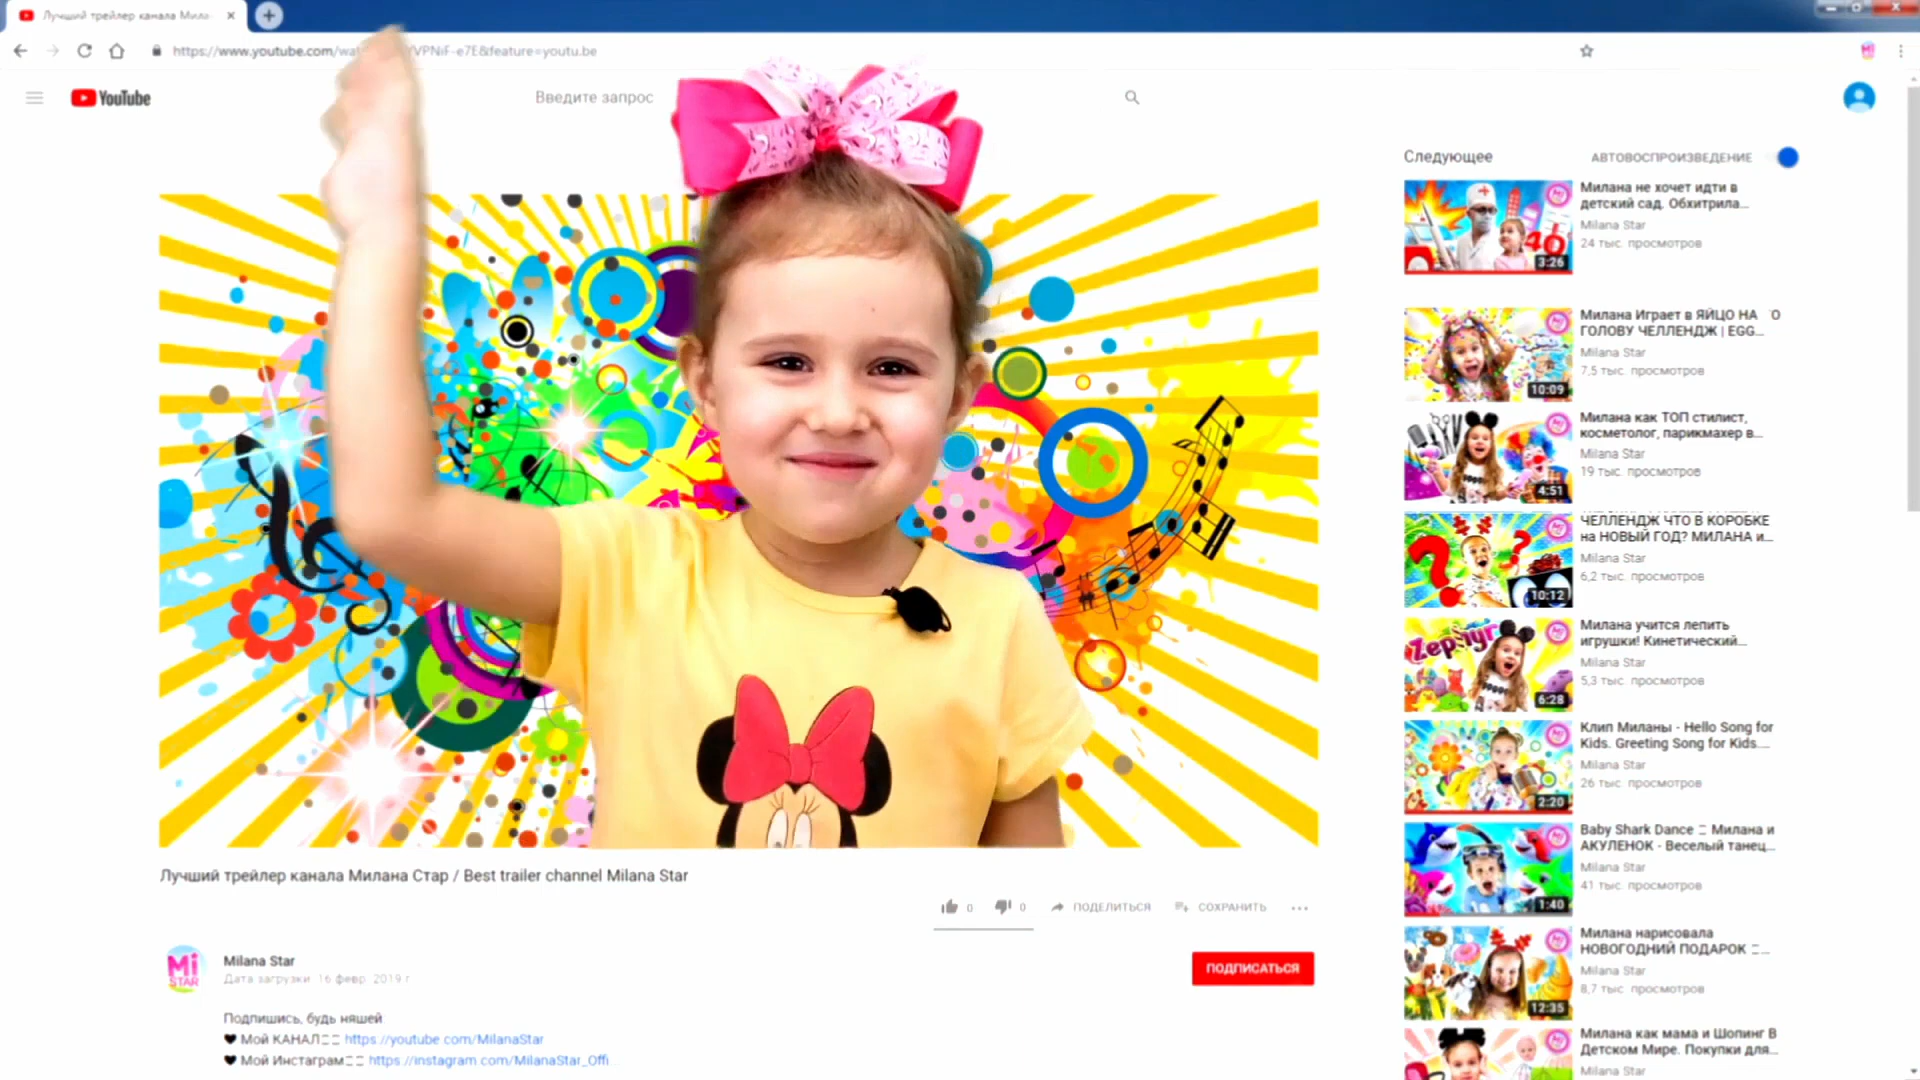 Лучший трейлер канала Мила
https://www.youtube.com/wat VPNiF-e7E&feature=youtu.be
YouTube
Введите запрос
Следующее
АВТОВОСПРОИЗВЕДЕНИЕ
Милана не хочет идти в
детский сад. Обхитрила...
Milana Star
24 тыс. просмотров
40
3:26
Милана Играет в ЯЙЦО НА О
ГОЛОВУ ЧЕЛЛЕНДЖ | EGG...
Milana Star
7,5 тыс. просмотров
10:09
Милана как ТОП стилист,
косметолог, парикмахер в...
Milana Star
19 тыс. просмотров
4:51
ЧЕЛЛЕНДЖ ЧТО В КОРОБКЕ
на НОВЫЙ ГОД? МИЛАНА и...
Milana Star
6,2 тыс. просмотров
10:12
Милана учится лепить
игрушки! Кинетический...
Milana Star
5,3 тыс. просмотров
Zephyr
6:28
Клип Миланы - Hello Song for
Kids. Greeting Song for Kids....
Milana Star
26 тыс. просмотров
2:20
Baby Shark Dance Милана и
АКУЛЕНОК - Веселый танец...
Milana Star
41 тыс. просмотров
1:40
Милана нарисовала
НОВОГОДНИЙ ПОДАРОК ...
Milana Star
8,7 тыс. просмотров
12:35
Милана как мама и Шопинг В
Детском Мире. Покупки для...
Milana Star
Лучший трейлер канала Милана Стар / Best trailer channel Milana Star
0 0 ПОДЕЛИТЬСЯ СОХРАНИТЬ
Mi STAR
Milana Star
Дата загрузки: 16 февр. 2019 г.
ПОДПИСАТЬСЯ
Подпишись, будь няшей
♥ Мой КАНАЛ https://youtube.com/MilanaStar
♥ Мой Инстаграм https://instagram.com/MilanaStar_Offi